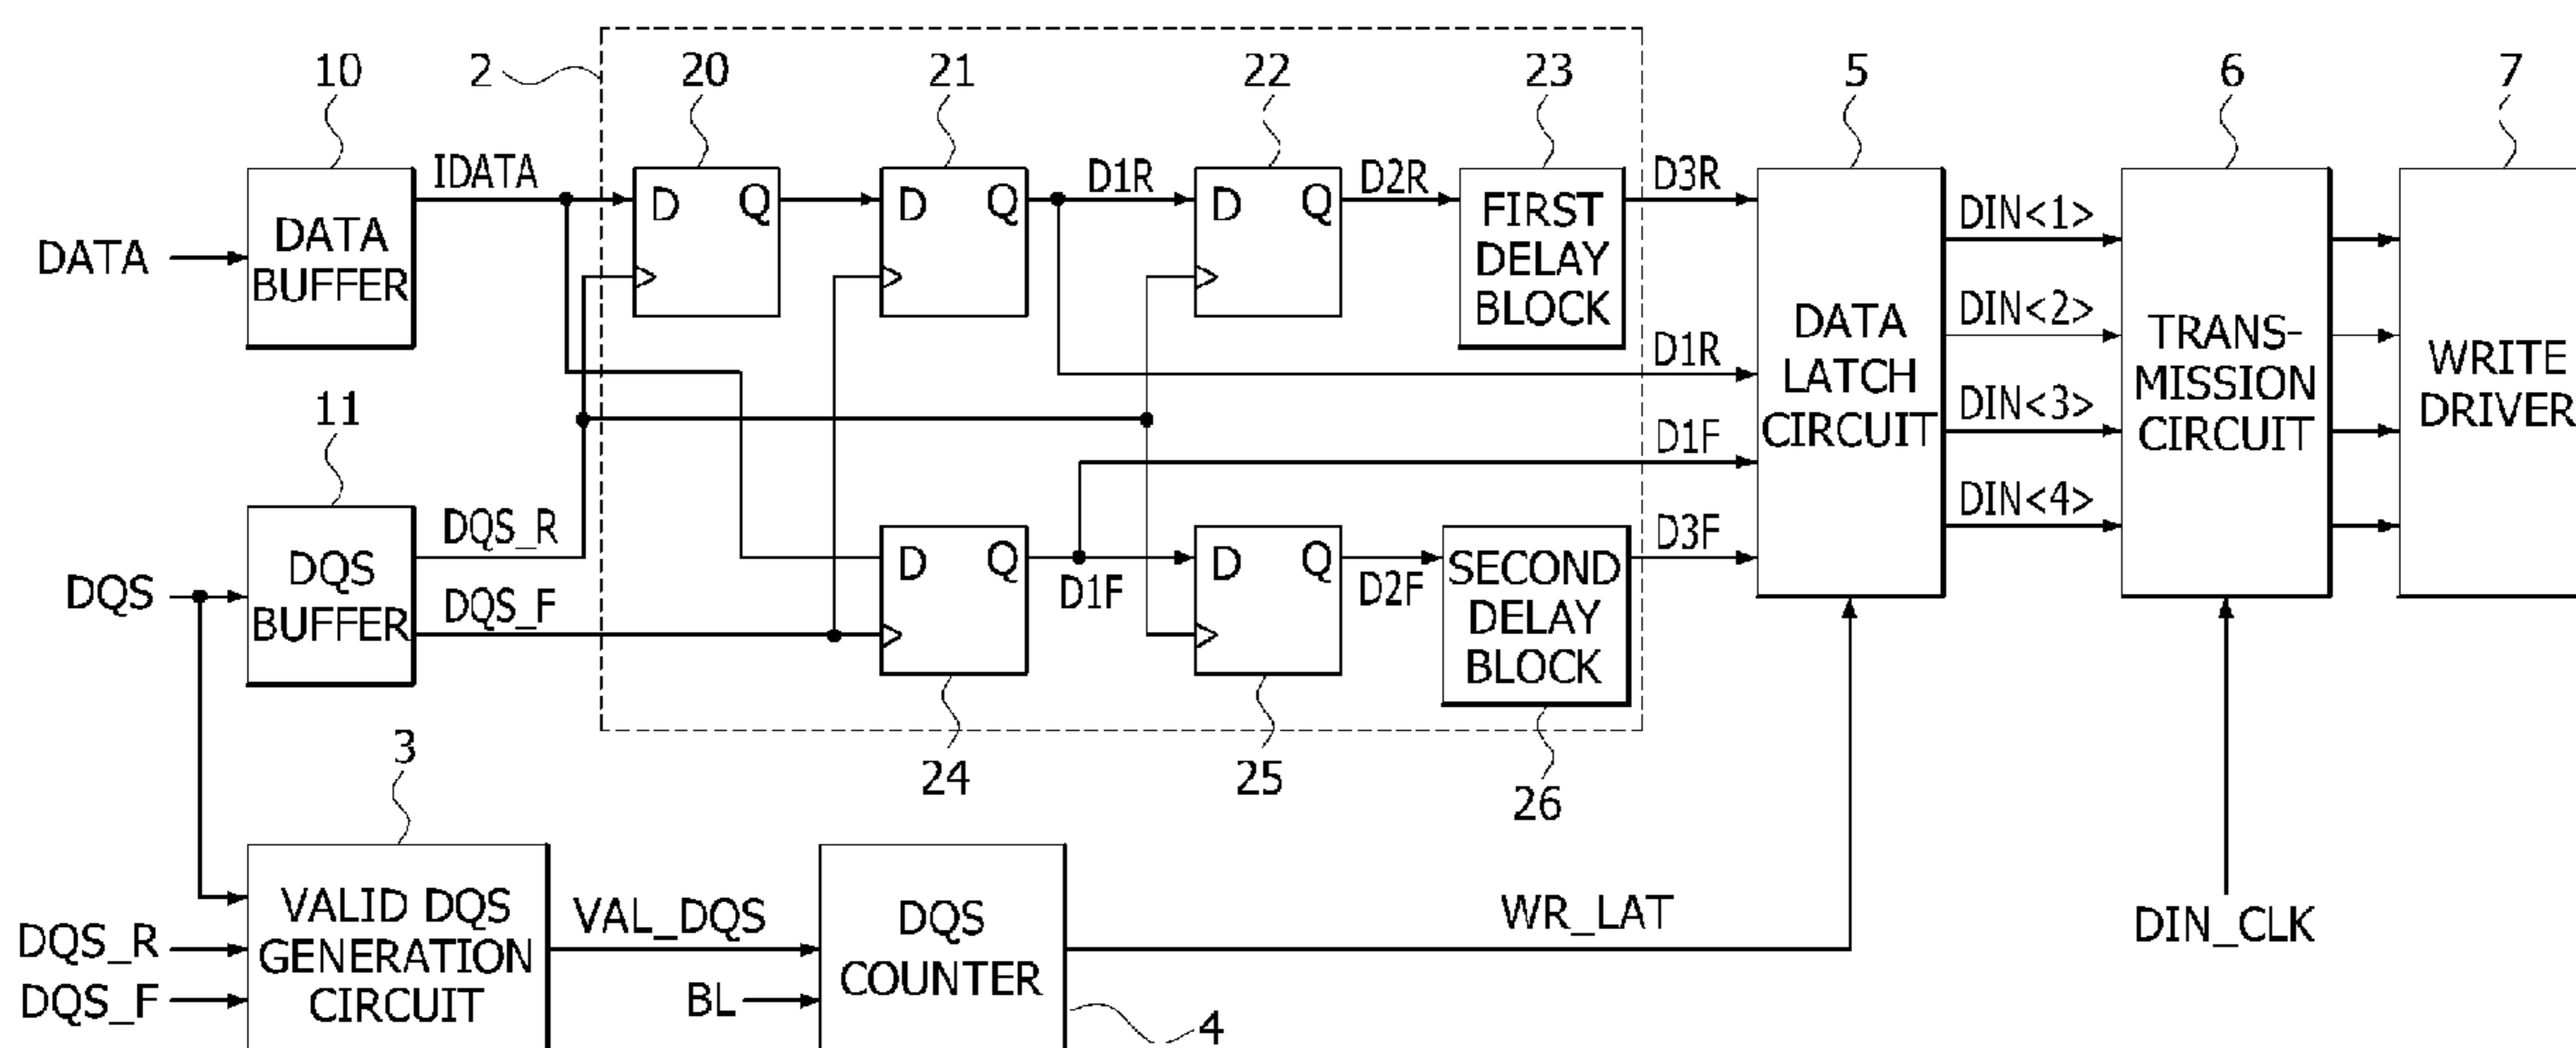 2
10
20
21
22
23
5
6
7
IDATA
D Q
D Q
D1R
D Q
D2R
FIRST
DELAY
BLOCK
D3R
DATA
DATA
BUFFER
D1R
D1F
D3F
DATA
LATCH
CIRCUIT
DIN<1>
DIN<2>
DIN<3>
DIN<4>
TRANS-
MISSION
CIRCUIT
WRITE
DRIVER
11
DQS
DQS
BUFFER
DQS_R
DQS_F
D Q
D1F
D Q
D2F
SECOND
DELAY
BLOCK
24
25
26
3
DQS_R
DQS_F
VALID DQS
GENERATION
CIRCUIT
VAL_DQS
BL
DQS
COUNTER
4
WR_LAT
DIN_CLK